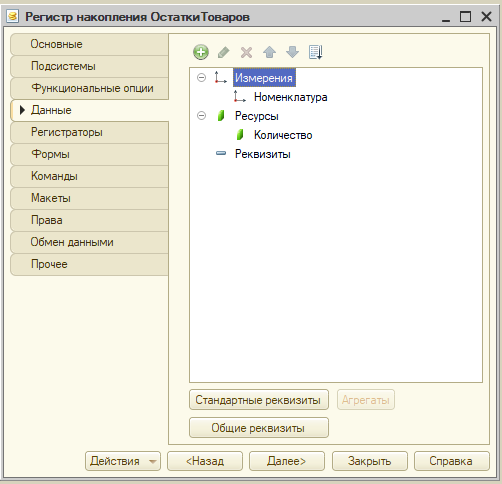 Регистр накопления ОстаткиТоваров
Основные
Подсистемы
Функциональные опции
Данные
Регистраторы
Формы
Команды
Макеты
Права
Обмен данными
Прочее
Измерения
Номенклатура
Ресурсы
Количество
Реквизиты
Стандартные реквизиты
Агрегаты
Общие реквизиты
Действия
<Назад
Далее>
Закрыть
Справка